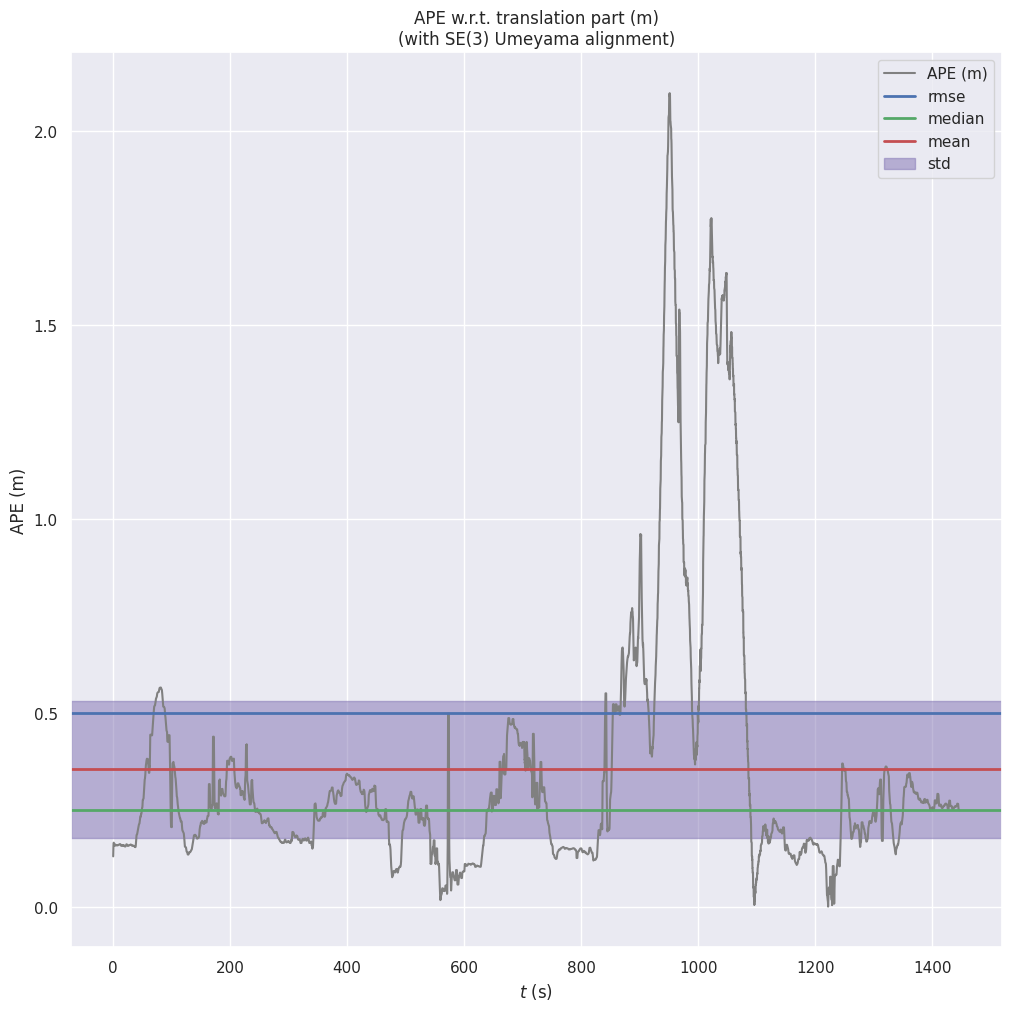 APE w.r.t. translation part (m)
(with SE(3) Umeyama alignment)
APE (m)
rmse
median
mean
std
2.0
1.5
1.0
0.5
0.0
APE (m)
0 200 400 600 800 1000 1200 1400
t (s)